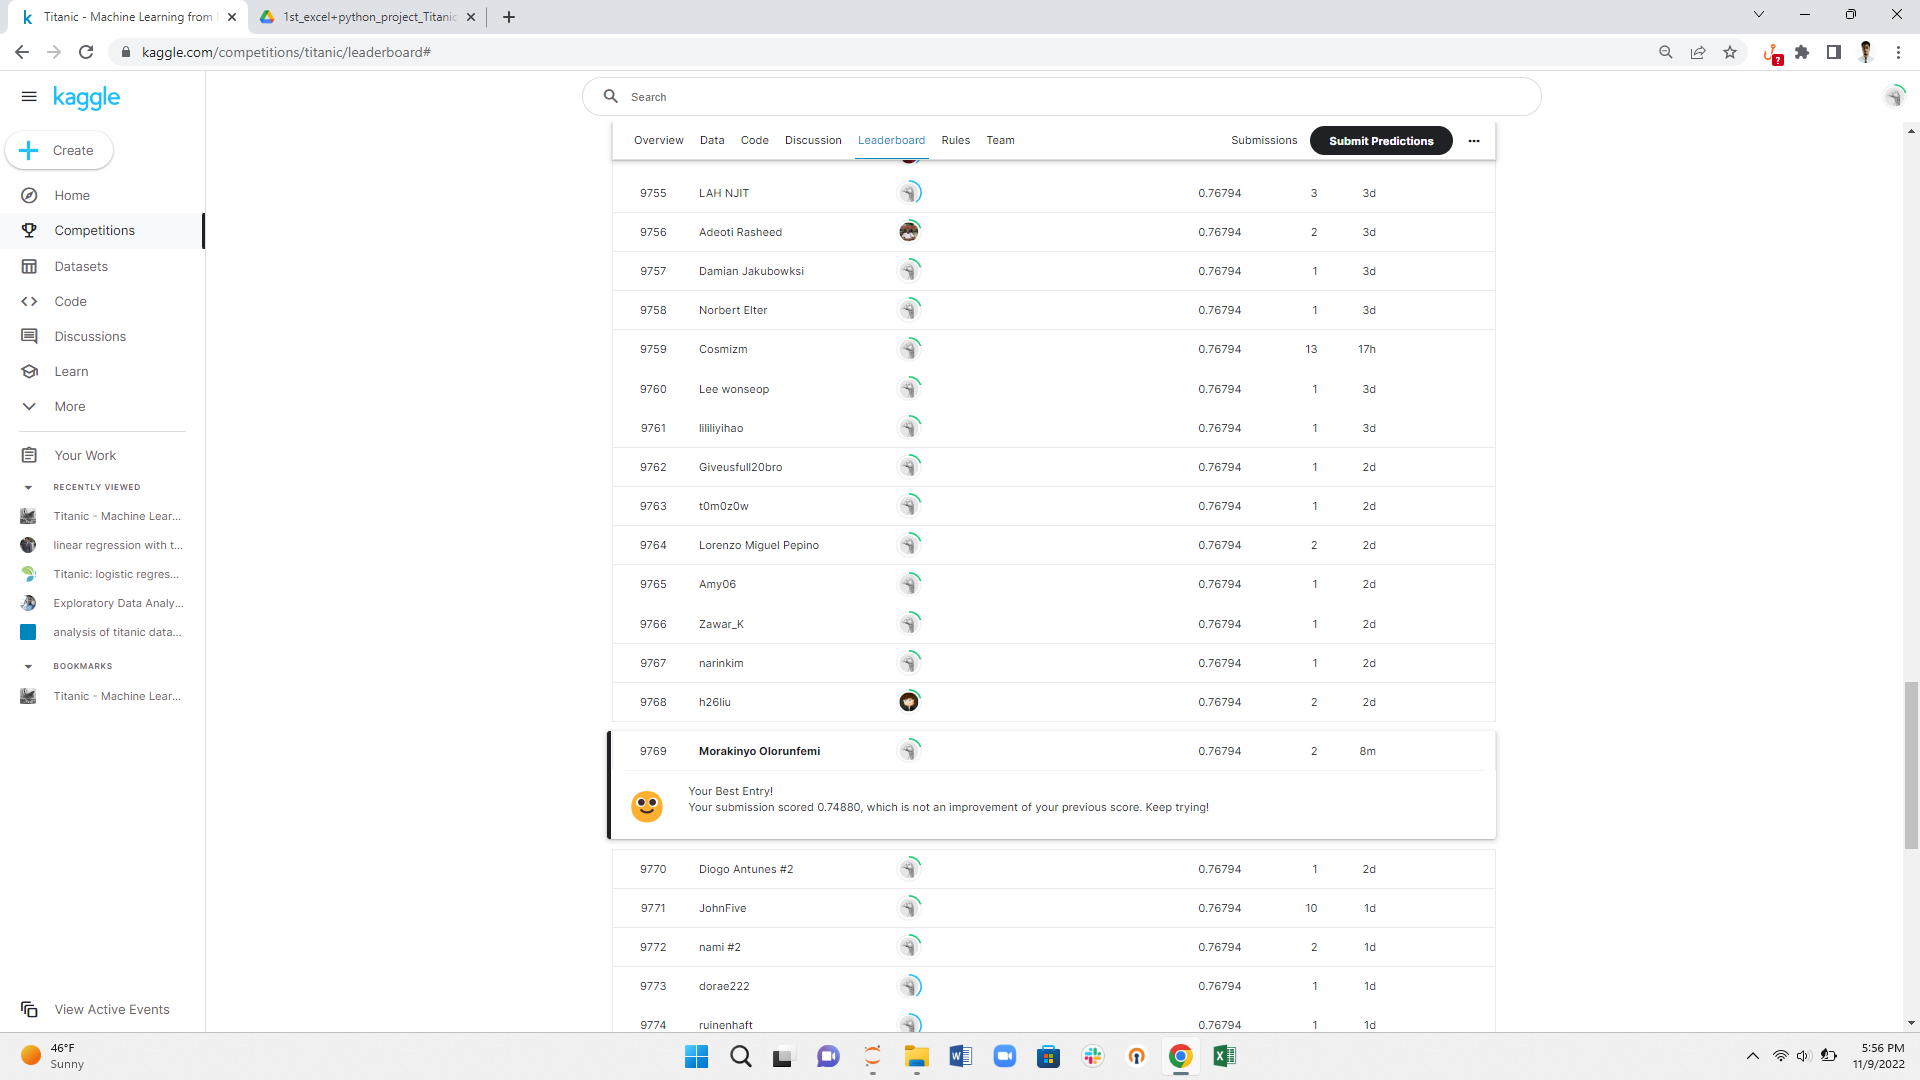 Titanic - Machine Learning from
1st_excel+python_project_Titanic
kaggle.com/competitions/titanic/leaderboard#
?
kaggle
Search
Create
Home
Competitions
Datasets
Code
Discussions
Learn
More
Your Work
RECENTLY VIEWED
Titanic - Machine Lear...
linear regression with t...
Titanic: logistic regres...
Exploratory Data Analy...
analysis of titanic data...
BOOKMARKS
Titanic - Machine Lear...
View Active Events
Overview Data Code Discussion Leaderboard Rules Team Submissions Submit Predictions
9755 LAH NJIT 0.76794 3 3d
9756 Adeoti Rasheed 0.76794 2 3d
9757 Damian Jakubowksi 0.76794 1 3d
9758 Norbert Elter 0.76794 1 3d
9759 Cosmizm 0.76794 13 17h
9760 Lee wonseop 0.76794 1 3d
9761 lililiyihao 0.76794 1 3d
9762 Giveusfull20bro 0.76794 1 2d
9763 t0m0z0w 0.76794 1 2d
9764 Lorenzo Miguel Pepino 0.76794 2 2d
9765 Amy06 0.76794 1 2d
9766 Zawar_K 0.76794 1 2d
9767 narinkim 0.76794 1 2d
9768 h26liu 0.76794 2 2d
9769 Morakinyo Olorunfemi 0.76794 2 8m
Your Best Entry!
Your submission scored 0.74880, which is not an improvement of your previous score. Keep trying!
9770 Diogo Antunes #2 0.76794 1 2d
9771 JohnFive 0.76794 10 1d
9772 nami #2 0.76794 2 1d
9773 dorae222 0.76794 1 1d
9774 ruinenhaft 0.76794 1 1d
46°F
Sunny
5:56 PM
11/9/2022